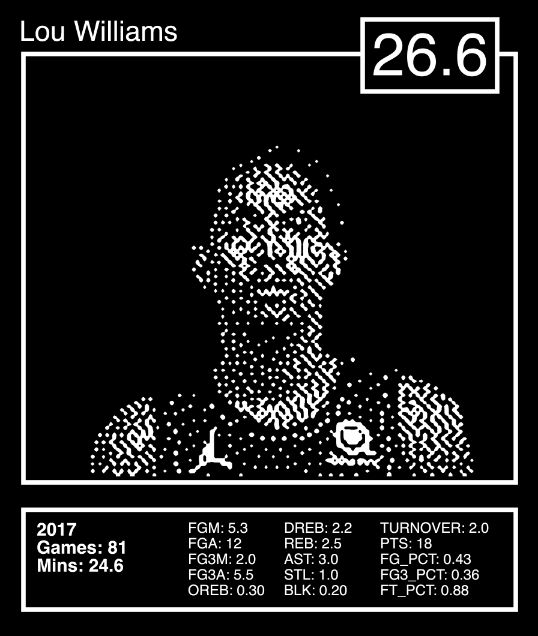 Lou Williams
26.6
2017
Games: 81
Mins: 24.6
FGM: 5.3
FGA: 12
FG3M: 2.0
FG3A: 5.5
OREB: 0.30
DREB: 2.2
REB: 2.5
AST: 3.0
STL: 1.0
BLK: 0.20
TURNOVER: 2.0
PTS: 18
FG_PCT: 0.43
FG3_PCT: 0.36
FT_PCT: 0.88